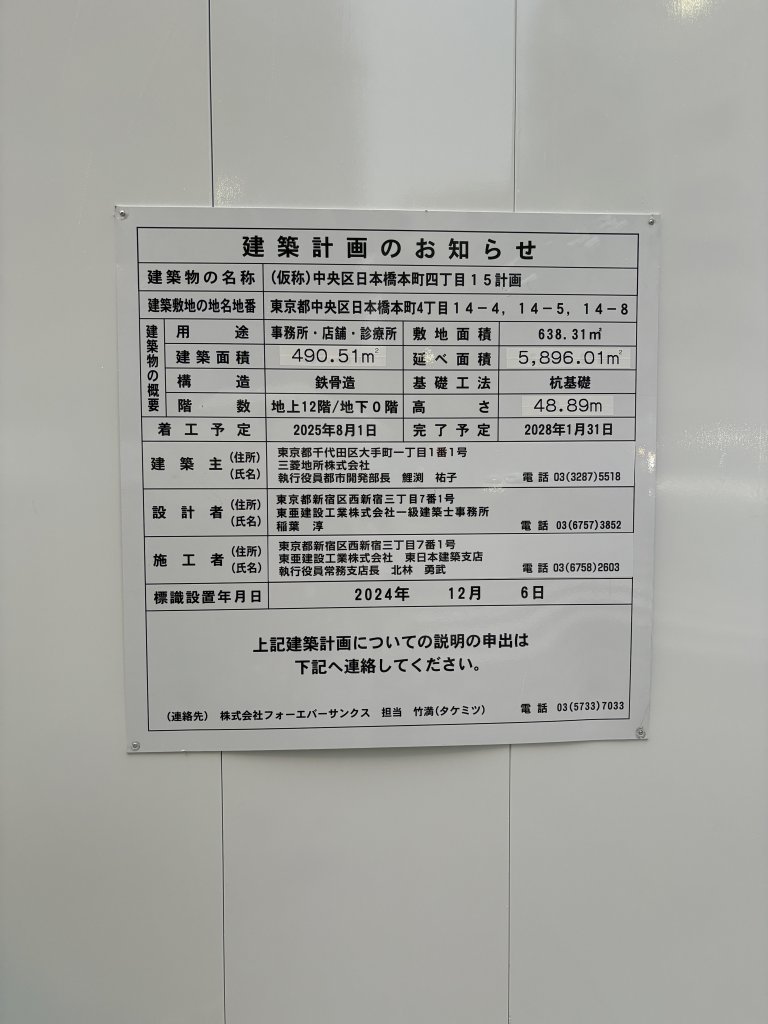 建築計画のお知らせ
建築物の名称 (仮称)中央区日本橋本町四丁目15計画
建築敷地の地名地番 東京都中央区日本橋本町4丁目14−4，14−5，14−8
建築物の概要
用途 事務所・店舗・診療所 敷地面積 638.31㎡
建築面積 490.51㎡ 延べ面積 5,896.01㎡
構造 鉄骨造 基礎工法 杭基礎
階数 地上12階/地下0階 高さ 48.89m
着工予定 2025年8月1日 完了予定 2028年1月31日
建築主 (住所) 東京都千代田区大手町一丁目1番1号
三菱地所株式会社
(氏名) 執行役員都市開発部長 鯉渕 祐子 電話 03(3287)5518
設計者 (住所) 東京都新宿区西新宿三丁目7番1号
東亜建設工業株式会社一級建築士事務所
(氏名) 稲葉 淳 電話 03(6757)3852
施工者 (住所) 東京都新宿区西新宿三丁目7番1号
東亜建設工業株式会社 東日本建築支店
(氏名) 執行役員常務支店長 北林 勇武 電話 03(6758)2603
標識設置年月日 2024年 12月 6日
上記建築計画についての説明の申出は
下記へ連絡してください。
(連絡先) 株式会社フォーエバーサンクス 担当 竹満(タケミツ) 電話 03(5733)7033